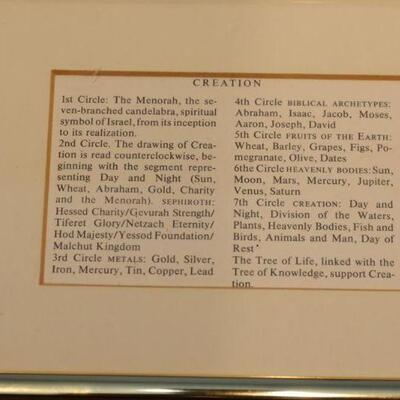 CREATION
1st Circle: The Menorah, the se-
ven-branched candelabra, spiritual
symbol of Israel, from its inception
to its realization.
2nd Circle. The drawing of Crea-
tion is read counterclockwise, be-
ginning with the segment repre-
senting Day and Night (Sun,
Wheat, Abraham, Gold, Charity
and the Menorah). SEPHIROTH:
Hessed Charity/Gevurah Strength/
Tiferet Glory/Netzach Eternity/
Hod Majesty/Yessod Foundation/
Malchut Kingdom
3rd Circle METALS: Gold, Silver,
Iron, Mercury, Tin, Copper, Lead
4th Circle BIBLICAL ARCHETYPES:
Abraham, Isaac, Jacob, Moses,
Aaron, Joseph, David
5th Circle FRUITS OF THE EARTH:
Wheat, Barley, Grapes, Figs, Po-
megranate, Olive, Dates
6the Circle HEAVENLY BODIES: Sun,
Moon, Mars, Mercury, Jupiter,
Venus, Saturn
7th Circle CREATION: Day and
Night, Division of the Waters,
Plants, Heavenly Bodies, Fish and
Birds, Animals and Man, Day of
Rest
The Tree of Life, linked with the
Tree of Knowledge, support Crea-
tion.